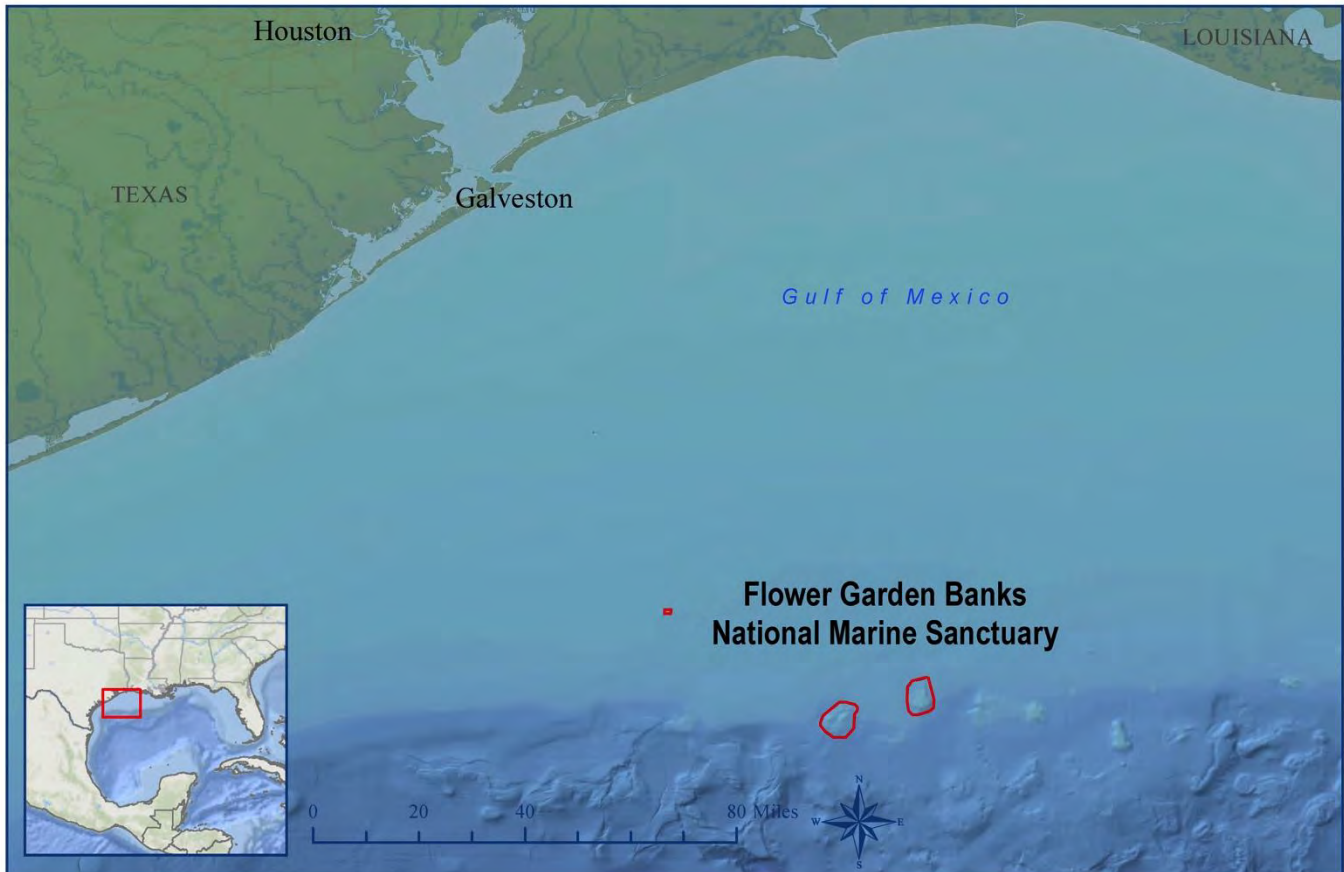 Houston
LOUISIANA
TEXAS
Galveston
Gulf of Mexico
Flower Garden Banks
National Marine Sanctuary
0 20 40 80 Miles
N
W E
S